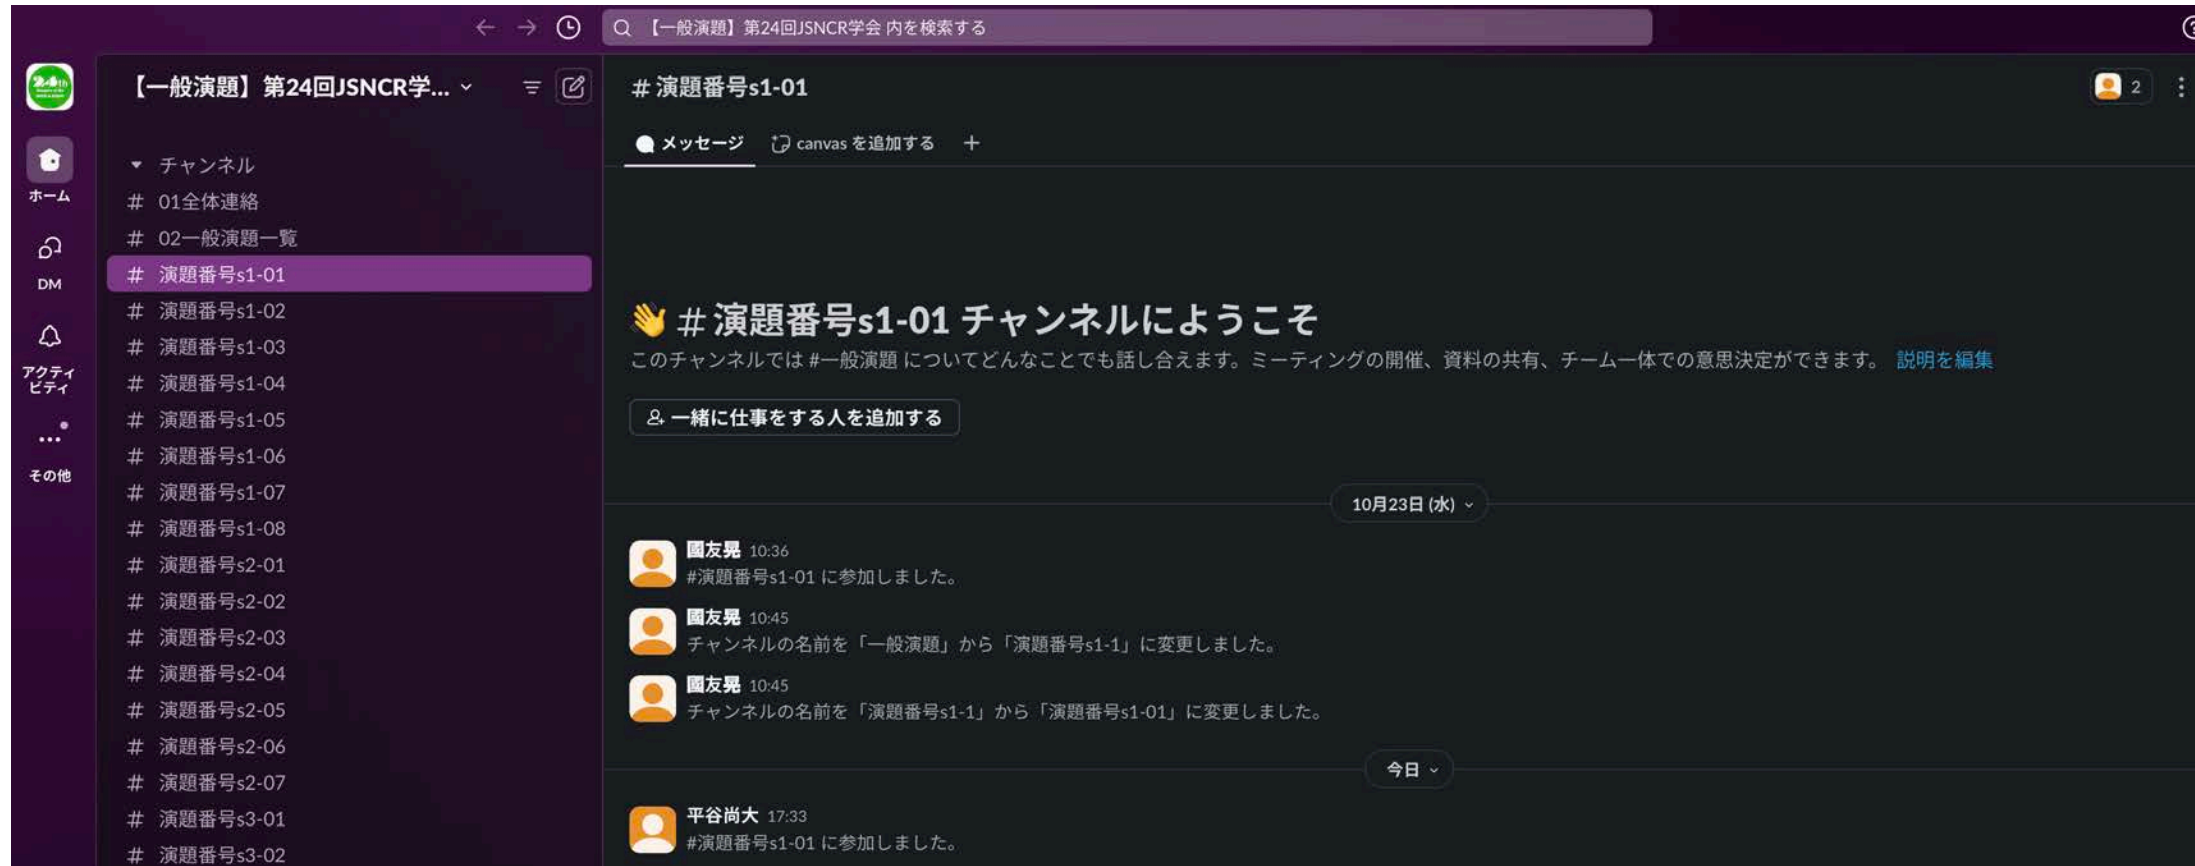 【一般演題】第24回JSNCR学会 内を検索する
24th
【一般演題】第24回JSNCR学...
ホーム
DM
アクティ
ビティ
その他
チャンネル
# 01全体連絡
# 02一般演題一覧
# 演題番号s1-01
# 演題番号s1-02
# 演題番号s1-03
# 演題番号s1-04
# 演題番号s1-05
# 演題番号s1-06
# 演題番号s1-07
# 演題番号s1-08
# 演題番号s2-01
# 演題番号s2-02
# 演題番号s2-03
# 演題番号s2-04
# 演題番号s2-05
# 演題番号s2-06
# 演題番号s2-07
# 演題番号s3-01
# 演題番号s3-02
# 演題番号s1-01
2
メッセージ canvas を追加する +
👋 # 演題番号s1-01 チャンネルにようこそ
このチャンネルでは #一般演題 についてどんなことでも話し合えます。ミーティングの開催、資料の共有、チーム一体での意思決定ができます。 説明を編集
一緒に仕事をする人を追加する
10月23日 (水)
國友晃 10:36
#演題番号s1-01 に参加しました。
國友晃 10:45
チャンネルの名前を「一般演題」から「演題番号s1-1」に変更しました。
國友晃 10:45
チャンネルの名前を「演題番号s1-1」から「演題番号s1-01」に変更しました。
今日
平谷尚大 17:33
#演題番号s1-01 に参加しました。